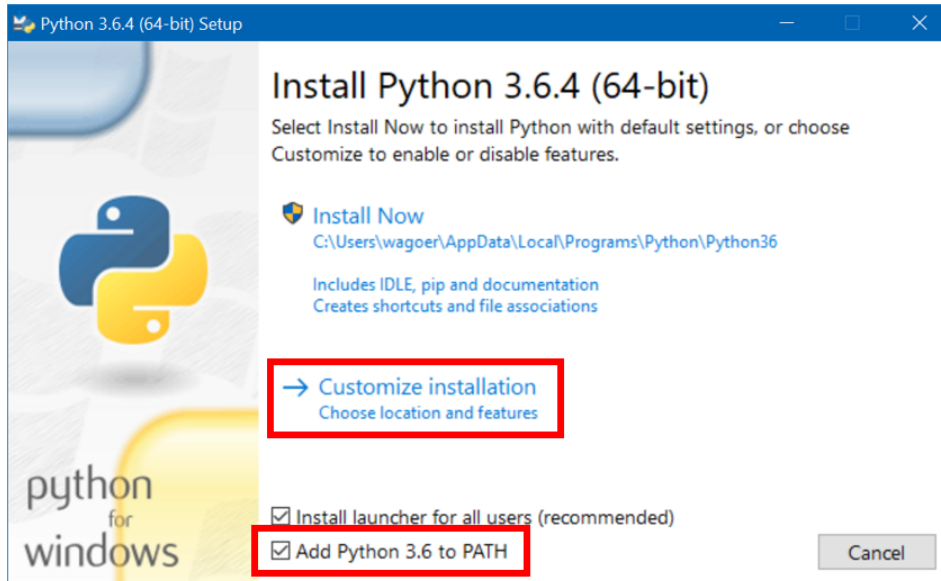 Python 3.6.4 (64-bit) Setup
Install Python 3.6.4 (64-bit)
Select Install Now to install Python with default settings, or choose
Customize to enable or disable features.
Install Now
C:\Users\wagoer\AppData\Local\Programs\Python\Python36
Includes IDLE, pip and documentation
Creates shortcuts and file associations
Customize installation
Choose location and features
python
for
windows
Install launcher for all users (recommended)
Add Python 3.6 to PATH
Cancel